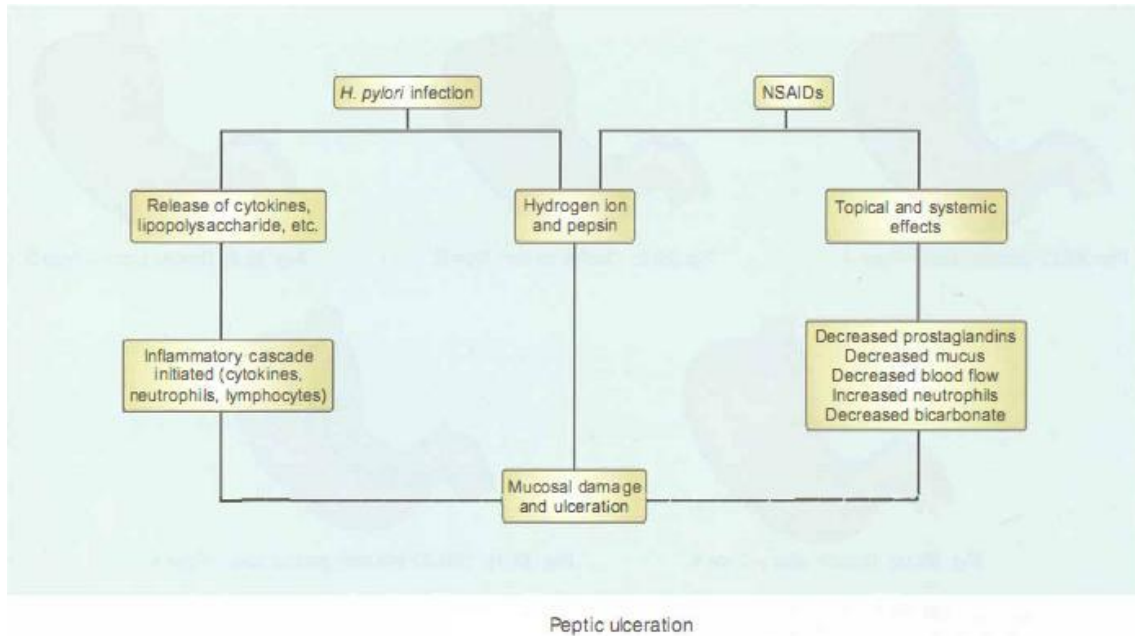 H. pylori infection
NSAIDs
Release of cytokines,
lipopolysaccharide, etc.
Hydrogen ion
and pepsin
Topical and systemic
effects
Inflammatory cascade
initiated (cytokines,
neutrophils, lymphocytes)
Decreased prostaglandins
Decreased mucus
Decreased blood flow
Increased neutrophils
Decreased bicarbonate
Mucosal damage
and ulceration
Peptic ulceration